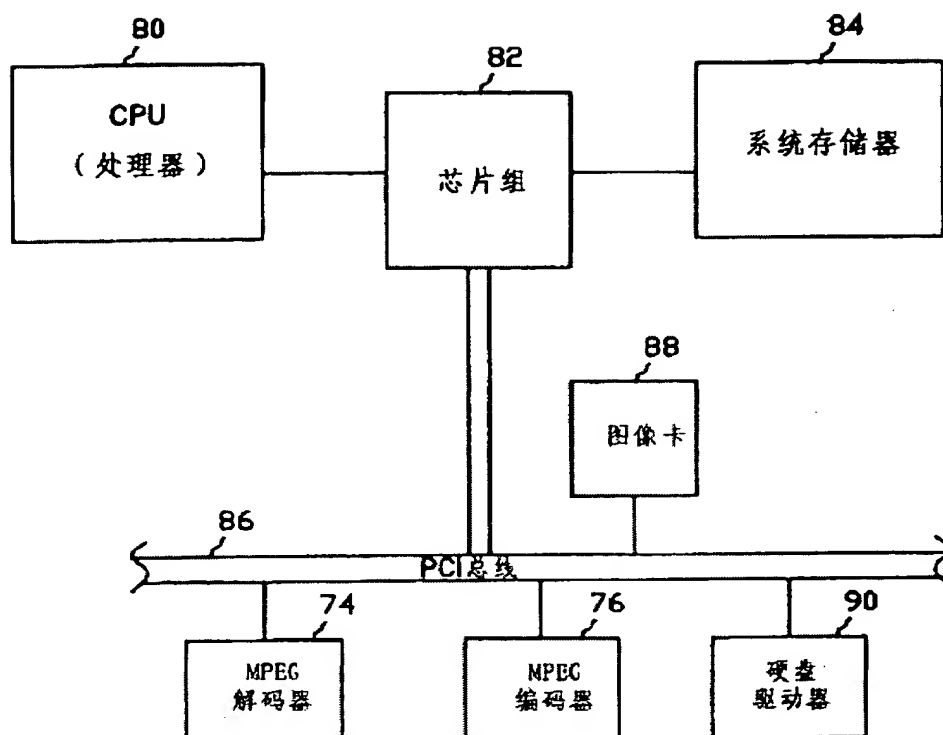 80
CPU
（处理器）
82
芯片组
84
系统存储器
88
图像卡
86
PCI总线
74
MPEG
解码器
76
MPEG
编码器
90
硬盘
驱动器